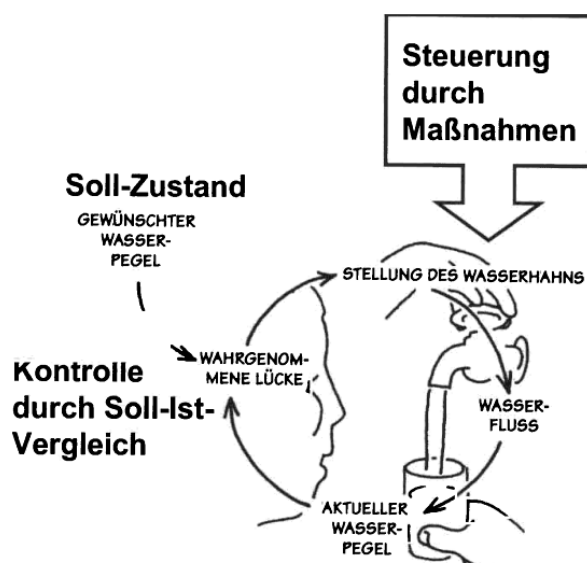 Steuerung
durch
Maßnahmen
Soll-Zustand
GEWÜNSCHTER
WASSER-
PEGEL
STELLUNG DES WASSERHAHNS
WAHRGENOM-
MENE LÜCKE
Kontrolle
durch Soll-Ist-
Vergleich
WASSER-
FLUSS
AKTUELLER
WASSER-
PEGEL